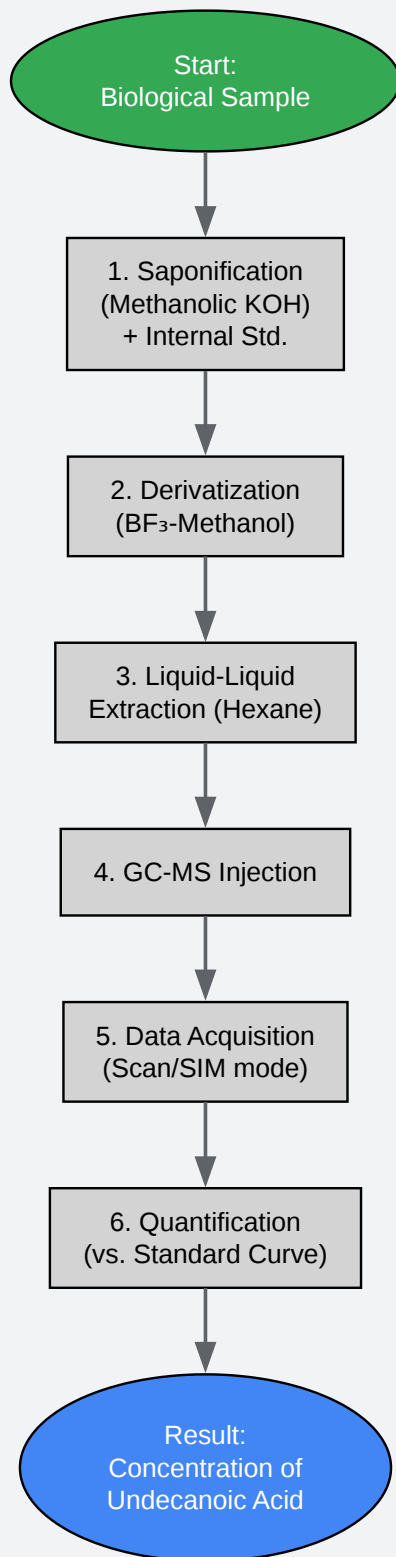 Start:
Biological Sample
1. Saponification
(Methanolic KOH)
+ Internal Std.
2. Derivatization
(BF₃-Methanol)
3. Liquid-Liquid
Extraction (Hexane)
4. GC-MS Injection
5. Data Acquisition
(Scan/SIM mode)
6. Quantification
(vs. Standard Curve)
Result:
Concentration of
Undecanoic Acid